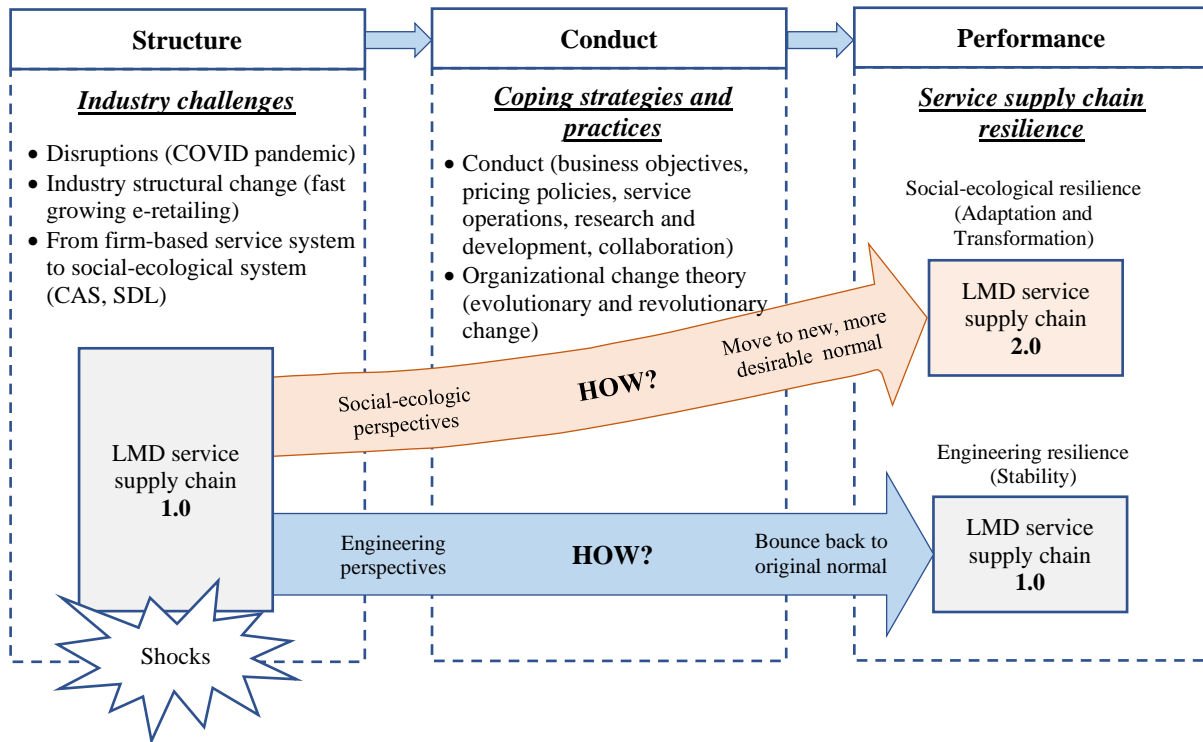 Structure
Conduct
Performance
Industry challenges
• Disruptions (COVID pandemic)
• Industry structural change (fast
growing e-retailing)
• From firm-based service system
to social-ecological system
(CAS, SDL)
Coping strategies and
practices
• Conduct (business objectives,
pricing policies, service
operations, research and
development, collaboration)
• Organizational change theory
(evolutionary and revolutionary
change)
Service supply chain
resilience
Social-ecological resilience
(Adaptation and
Transformation)
LMD service
supply chain
2.0
Social-ecologic
perspectives
HOW?
Move to new, more
desirable normal
LMD service
supply chain
1.0
Engineering
perspectives
HOW?
Bounce back to
original normal
Engineering resilience
(Stability)
LMD service
supply chain
1.0
Shocks